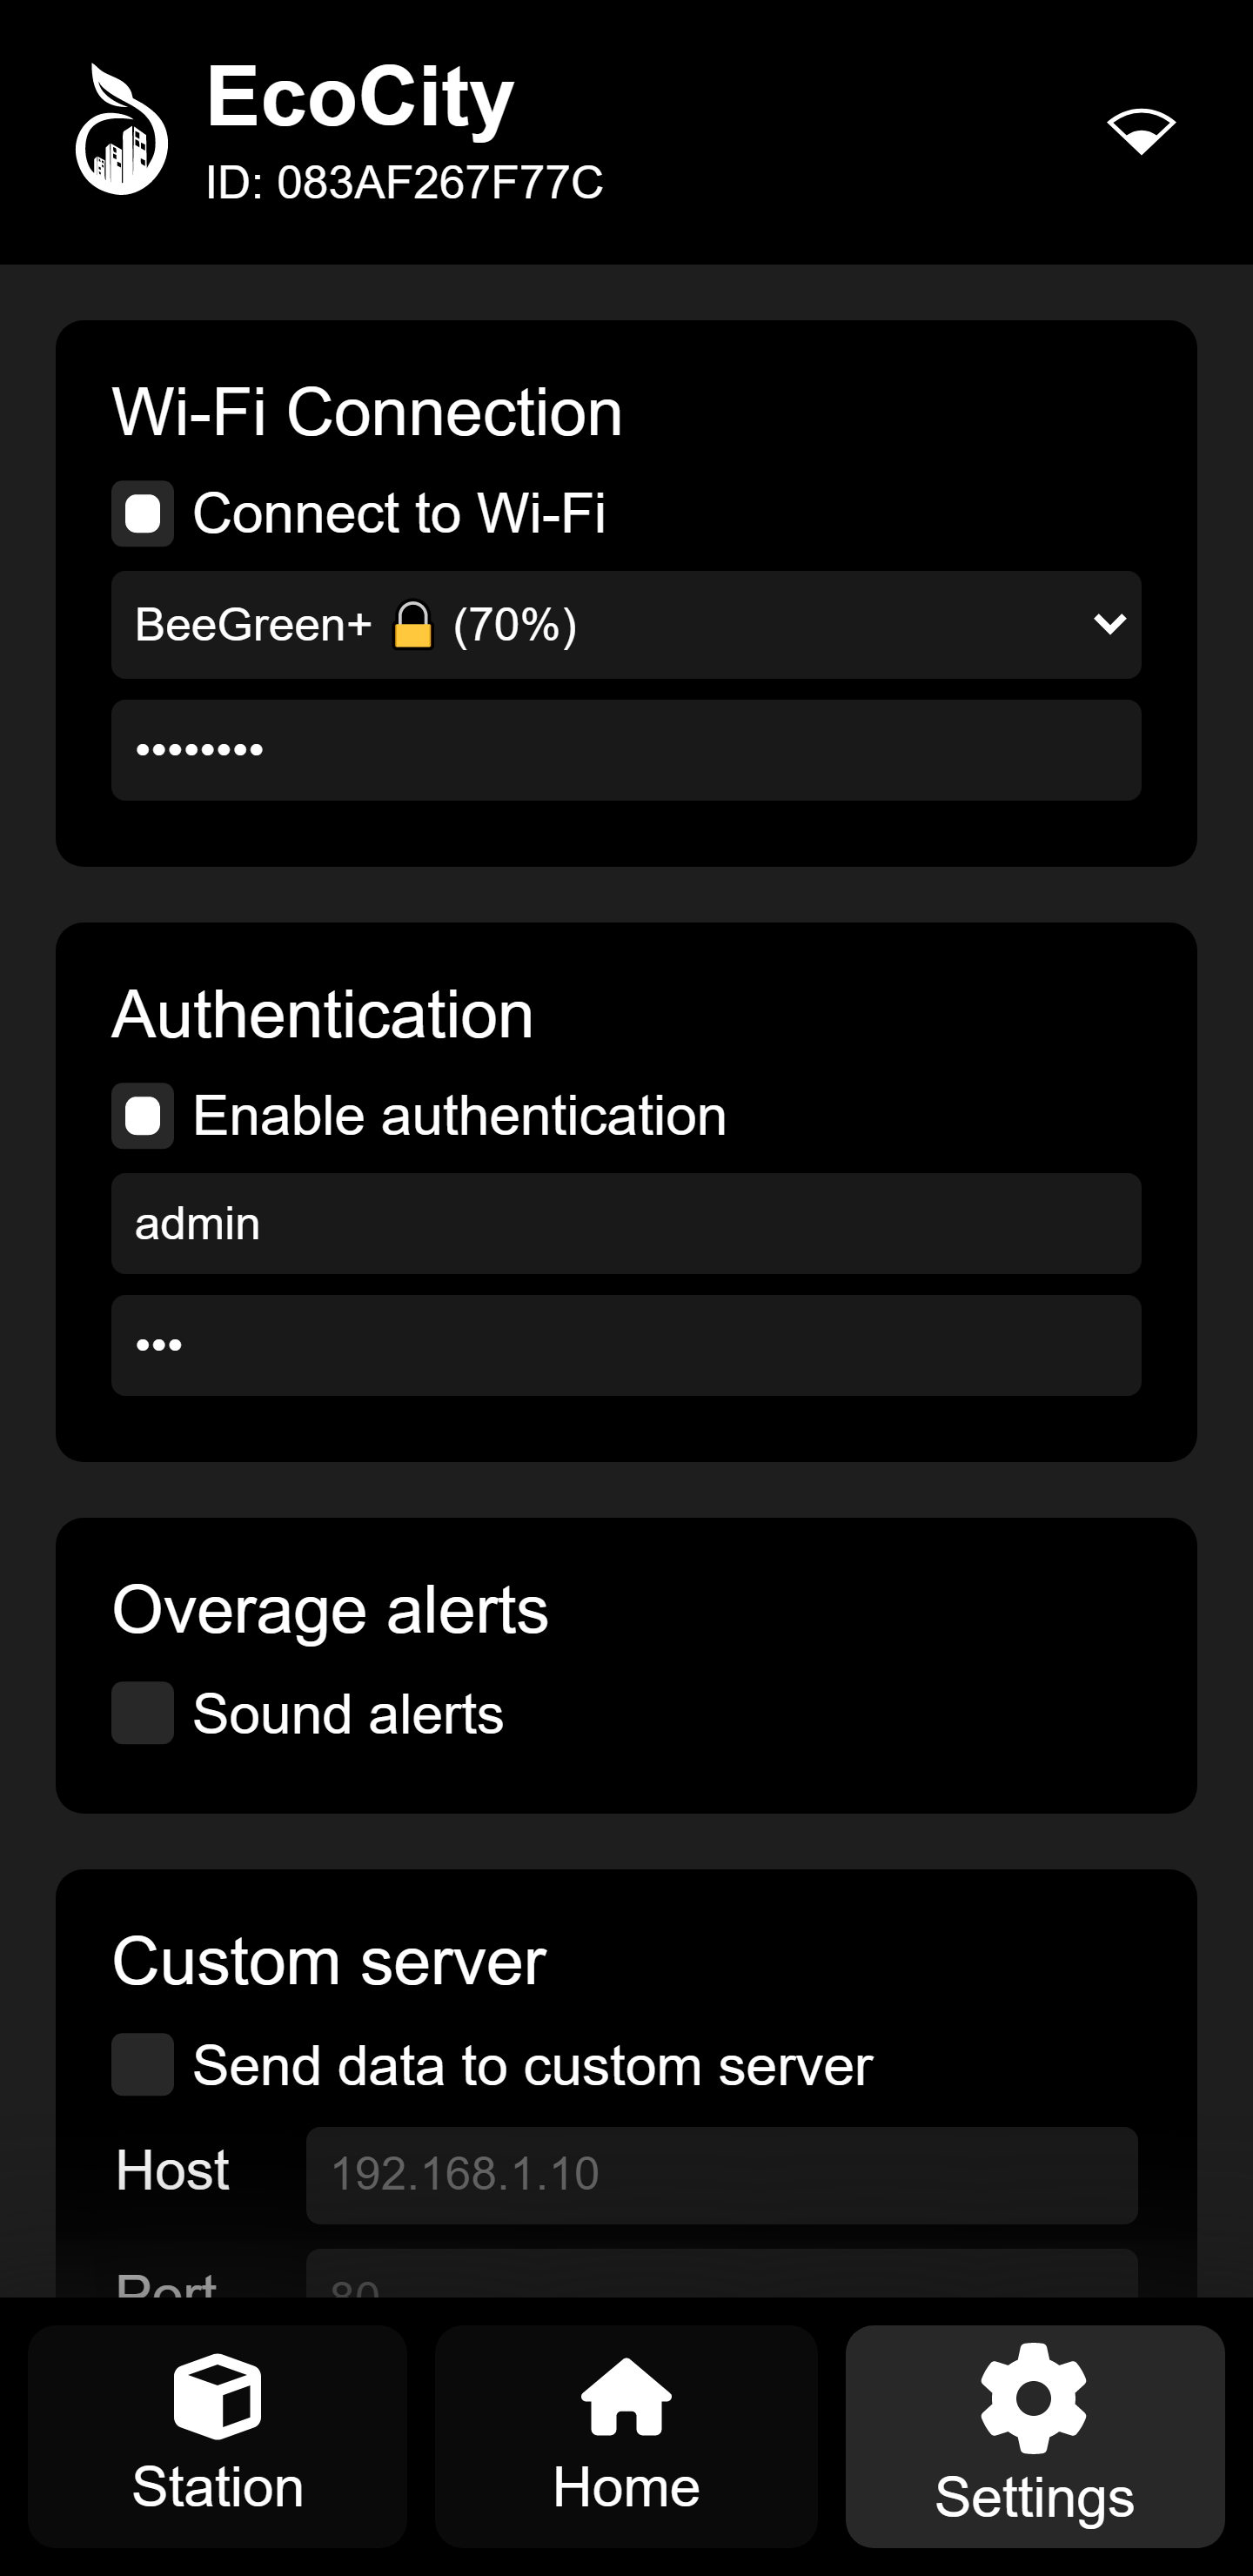 EcoCity
ID: 083AF267F77C
Wi-Fi Connection
Connect to Wi-Fi
BeeGreen+ 🔒 (70%)
••••••••
Authentication
Enable authentication
admin
•••
Overage alerts
Sound alerts
Custom server
Send data to custom server
Host 192.168.1.10
Port 80
Station
Home
Settings